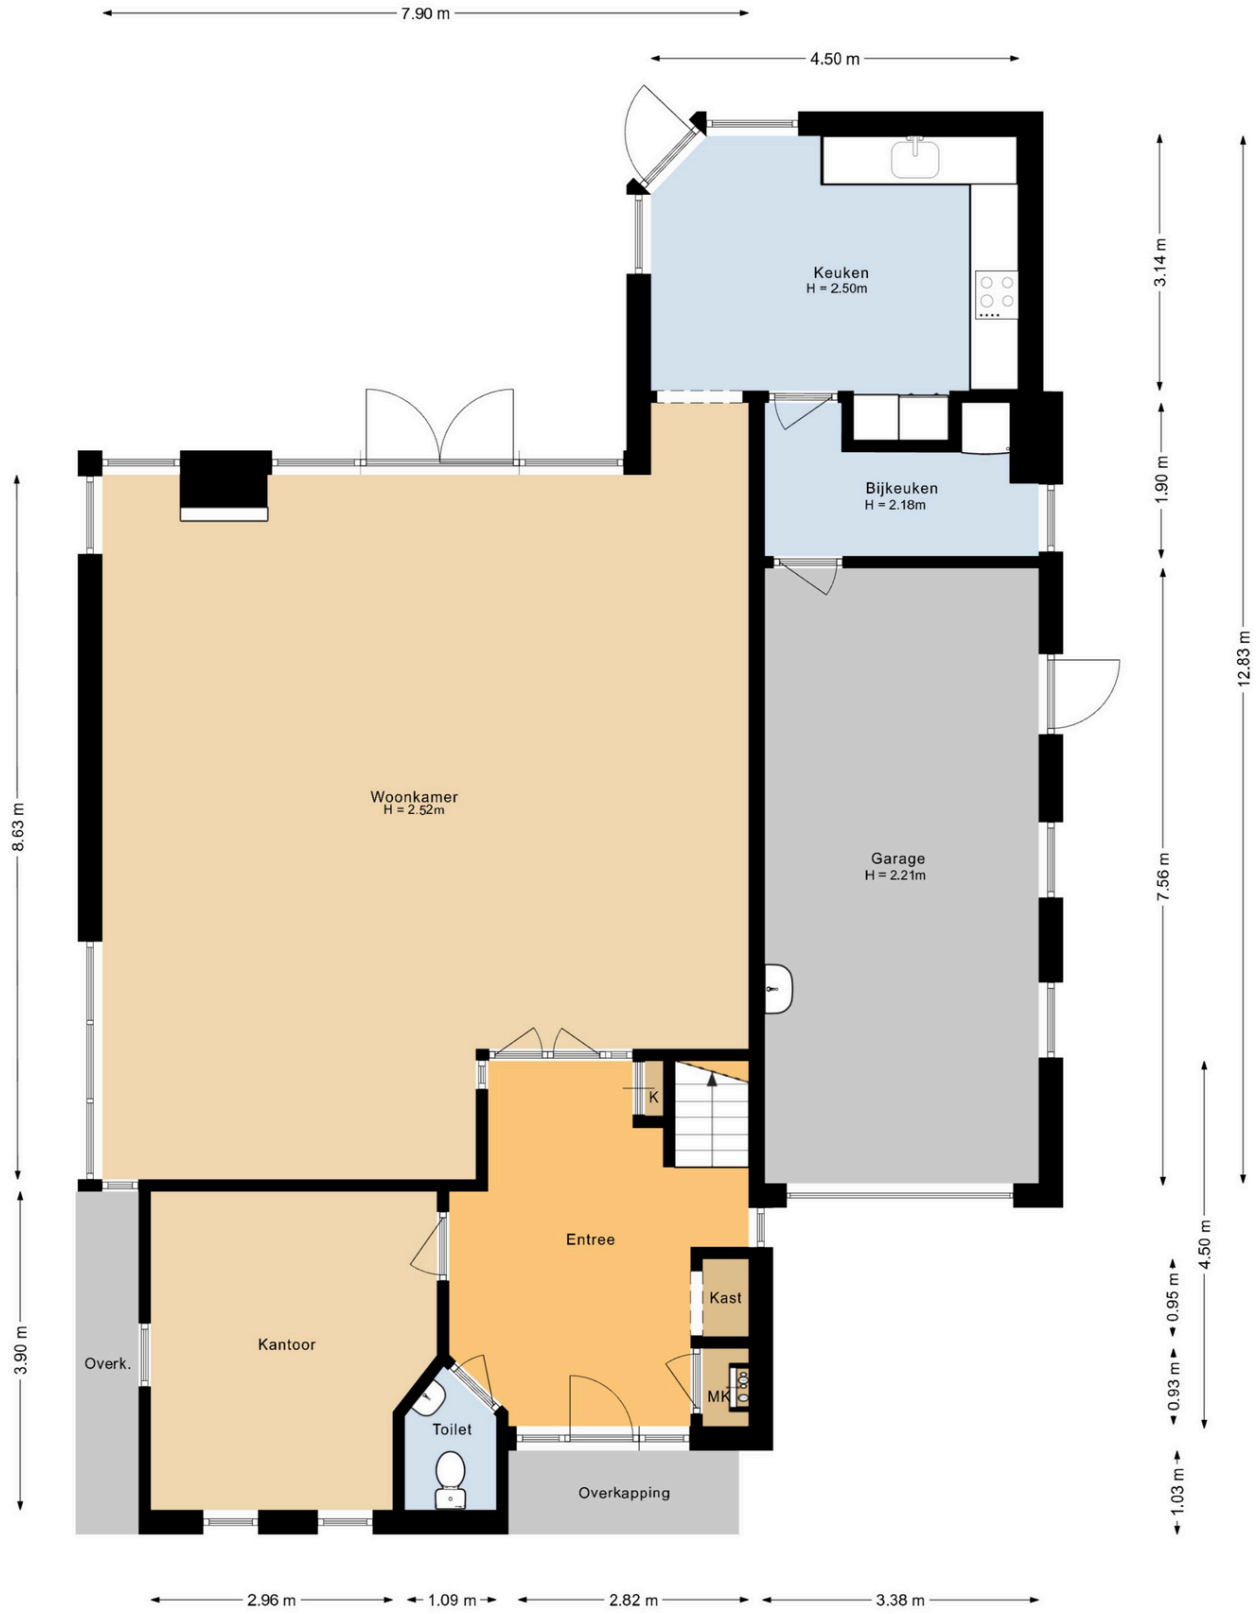 7.90 m
4.50 m
Keuken
H = 2.50m
3.14 m
12.83 m
Bijkeuken
H = 2.18m
1.90 m
Woonkamer
H = 2.52m
8.63 m
Garage
H = 2.21m
7.56 m
K
Entree
4.50 m
Kast
0.95 m
Kantoor
Overk.
3.90 m
MK
0.93 m
Toilet
Overkapping
1.03 m
2.96 m
1.09 m
2.82 m
3.38 m